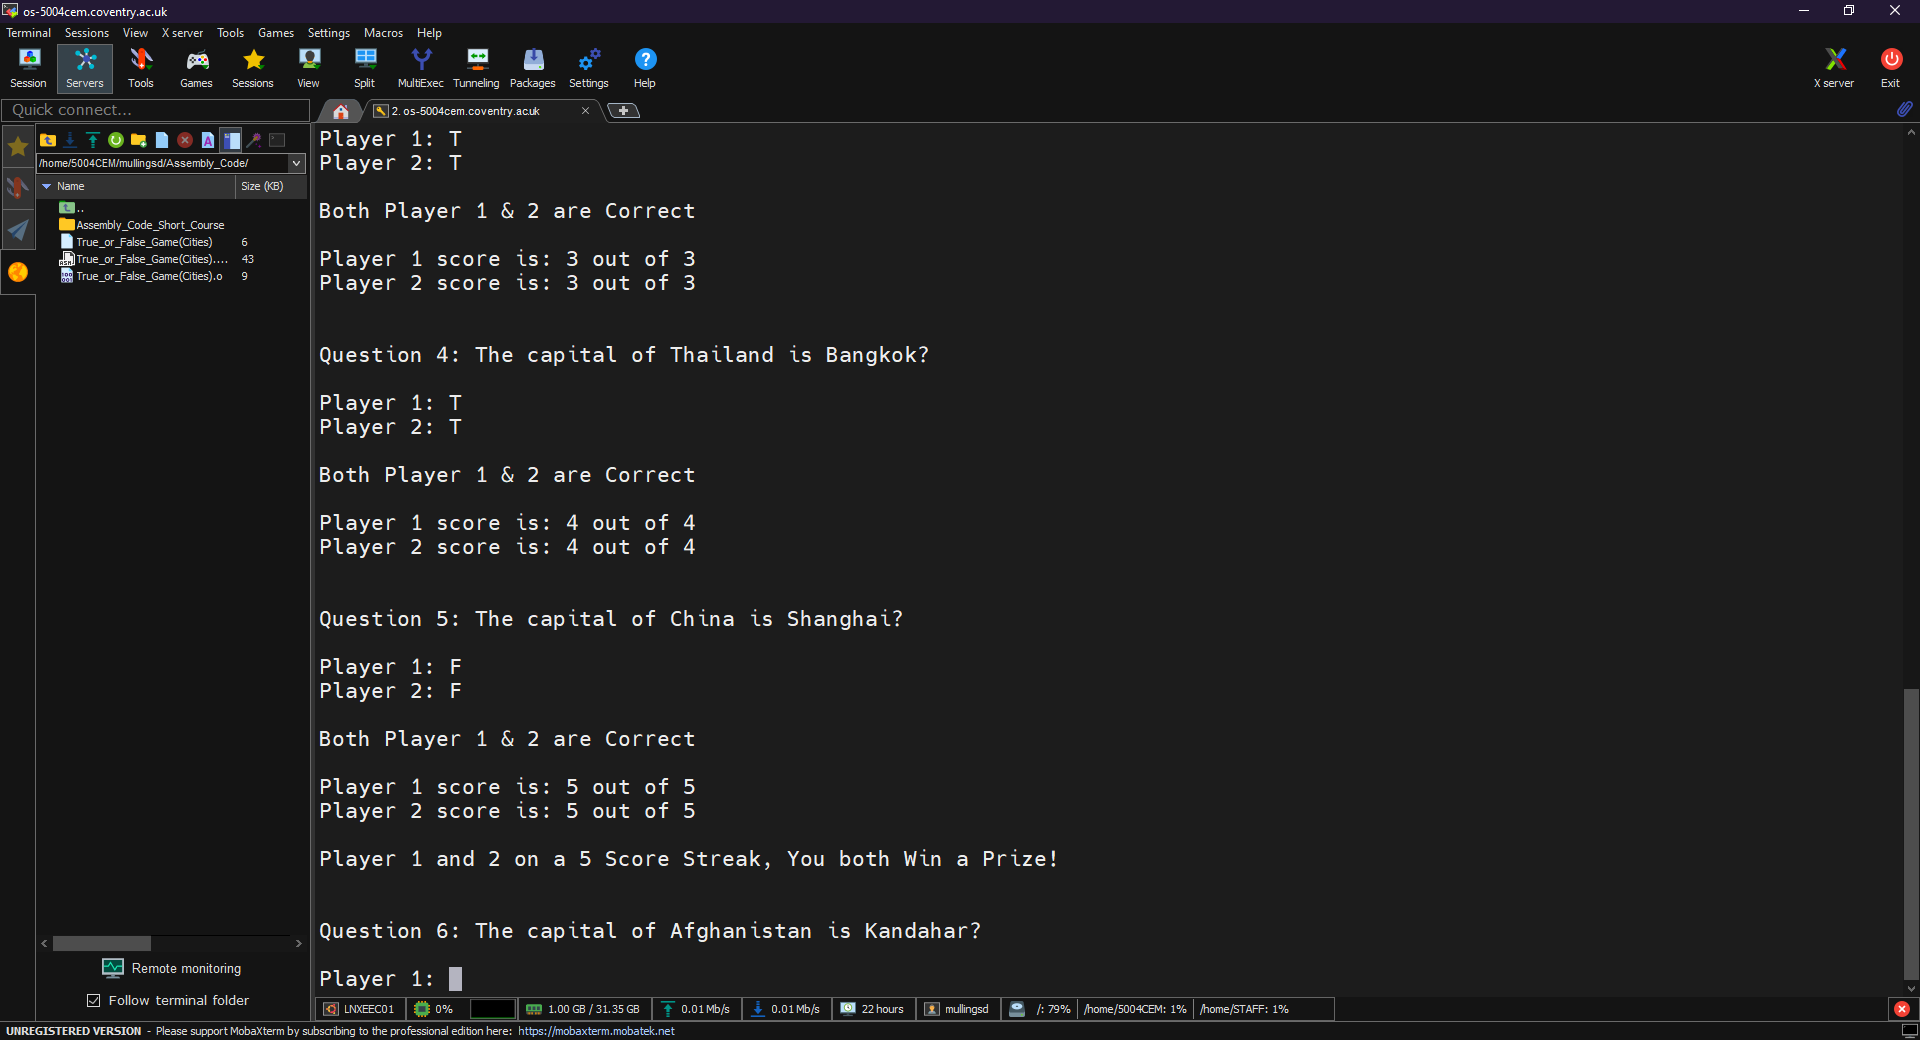 os-5004cem.coventry.ac.uk
Terminal Sessions View X server Tools Games Settings Macros Help
Session Servers Tools Games Sessions View Split MultiExec Tunneling Packages Settings Help X server Exit
Quick connect...
2. os-5004cem.coventry.ac.uk
/home/5004CEM/mullingsd/Assembly_Code/
Name Size (KB)
..
Assembly_Code_Short_Course
True_or_False_Game(Cities) 6
True_or_False_Game(Cities).... 43
True_or_False_Game(Cities).o 9
Remote monitoring
Follow terminal folder
Player 1: T
Player 2: T
Both Player 1 & 2 are Correct
Player 1 score is: 3 out of 3
Player 2 score is: 3 out of 3
Question 4: The capital of Thailand is Bangkok?
Player 1: T
Player 2: T
Both Player 1 & 2 are Correct
Player 1 score is: 4 out of 4
Player 2 score is: 4 out of 4
Question 5: The capital of China is Shanghai?
Player 1: F
Player 2: F
Both Player 1 & 2 are Correct
Player 1 score is: 5 out of 5
Player 2 score is: 5 out of 5
Player 1 and 2 on a 5 Score Streak, You both Win a Prize!
Question 6: The capital of Afghanistan is Kandahar?
Player 1:
LNXEEC01 0% 1.00 GB / 31.35 GB 0.01 Mb/s 0.01 Mb/s 22 hours mullingsd /: 79% /home/5004CEM: 1% /home/STAFF: 1%
UNREGISTERED VERSION - Please support MobaXterm by subscribing to the professional edition here: https://mobaxterm.mobatek.net